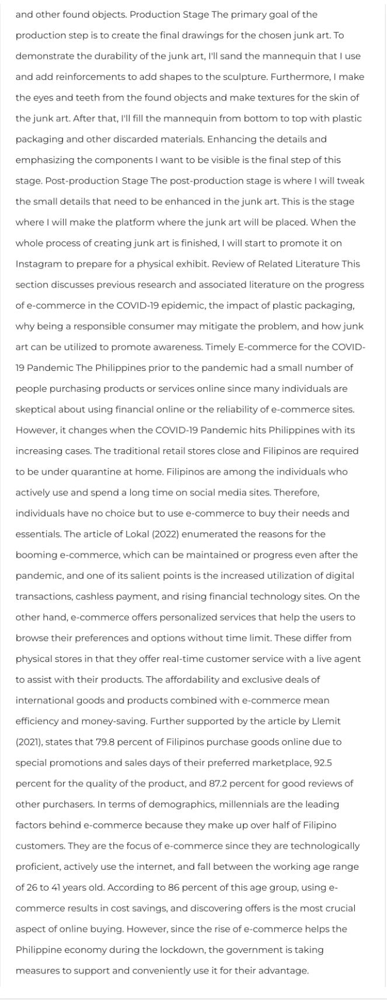 and other found objects. Production Stage The primary goal of the
production step is to create the final drawings for the chosen junk art. To
demonstrate the durability of the junk art, I'll sand the mannequin that I use
and add reinforcements to add shapes to the sculpture. Furthermore, I make
the eyes and teeth from the found objects and make textures for the skin of
the junk art. After that, I'll fill the mannequin from bottom to top with plastic
packaging and other discarded materials. Enhancing the details and
emphasizing the components I want to be visible is the final step of this
stage. Post-production Stage The post-production stage is where I will tweak
the small details that need to be enhanced in the junk art. This is the stage
where I will make the platform where the junk art will be placed. When the
whole process of creating junk art is finished, I will start to promote it on
Instagram to prepare for a physical exhibit. Review of Related Literature This
section discusses previous research and associated literature on the progress
of e-commerce in the COVID-19 epidemic, the impact of plastic packaging,
why being a responsible consumer may mitigate the problem, and how junk
art can be utilized to promote awareness. Timely E-commerce for the COVID-
19 Pandemic The Philippines prior to the pandemic had a small number of
people purchasing products or services online since many individuals are
skeptical about using financial online or the reliability of e-commerce sites.
However, it changes when the COVID-19 Pandemic hits Philippines with its
increasing cases. The traditional retail stores close and Filipinos are required
to be under quarantine at home. Filipinos are among the individuals who
actively use and spend a long time on social media sites. Therefore,
individuals have no choice but to use e-commerce to buy their needs and
essentials. The article of Lokal (2022) enumerated the reasons for the
booming e-commerce, which can be maintained or progress even after the
pandemic, and one of its salient points is the increased utilization of digital
transactions, cashless payment, and rising financial technology sites. On the
other hand, e-commerce offers personalized services that help the users to
browse their preferences and options without time limit. These differ from
physical stores in that they offer real-time customer service with a live agent
to assist with their products. The affordability and exclusive deals of
international goods and products combined with e-commerce mean
efficiency and money-saving. Further supported by the article by Llemit
(2021), states that 79.8 percent of Filipinos purchase goods online due to
special promotions and sales days of their preferred marketplace, 92.5
percent for the quality of the product, and 87.2 percent for good reviews of
other purchasers. In terms of demographics, millennials are the leading
factors behind e-commerce because they make up over half of Filipino
customers. They are the focus of e-commerce since they are technologically
proficient, actively use the internet, and fall between the working age range
of 26 to 41 years old. According to 86 percent of this age group, using e-
commerce results in cost savings, and discovering offers is the most crucial
aspect of online buying. However, since the rise of e-commerce helps the
Philippine economy during the lockdown, the government is taking
measures to support and conveniently use it for their advantage.